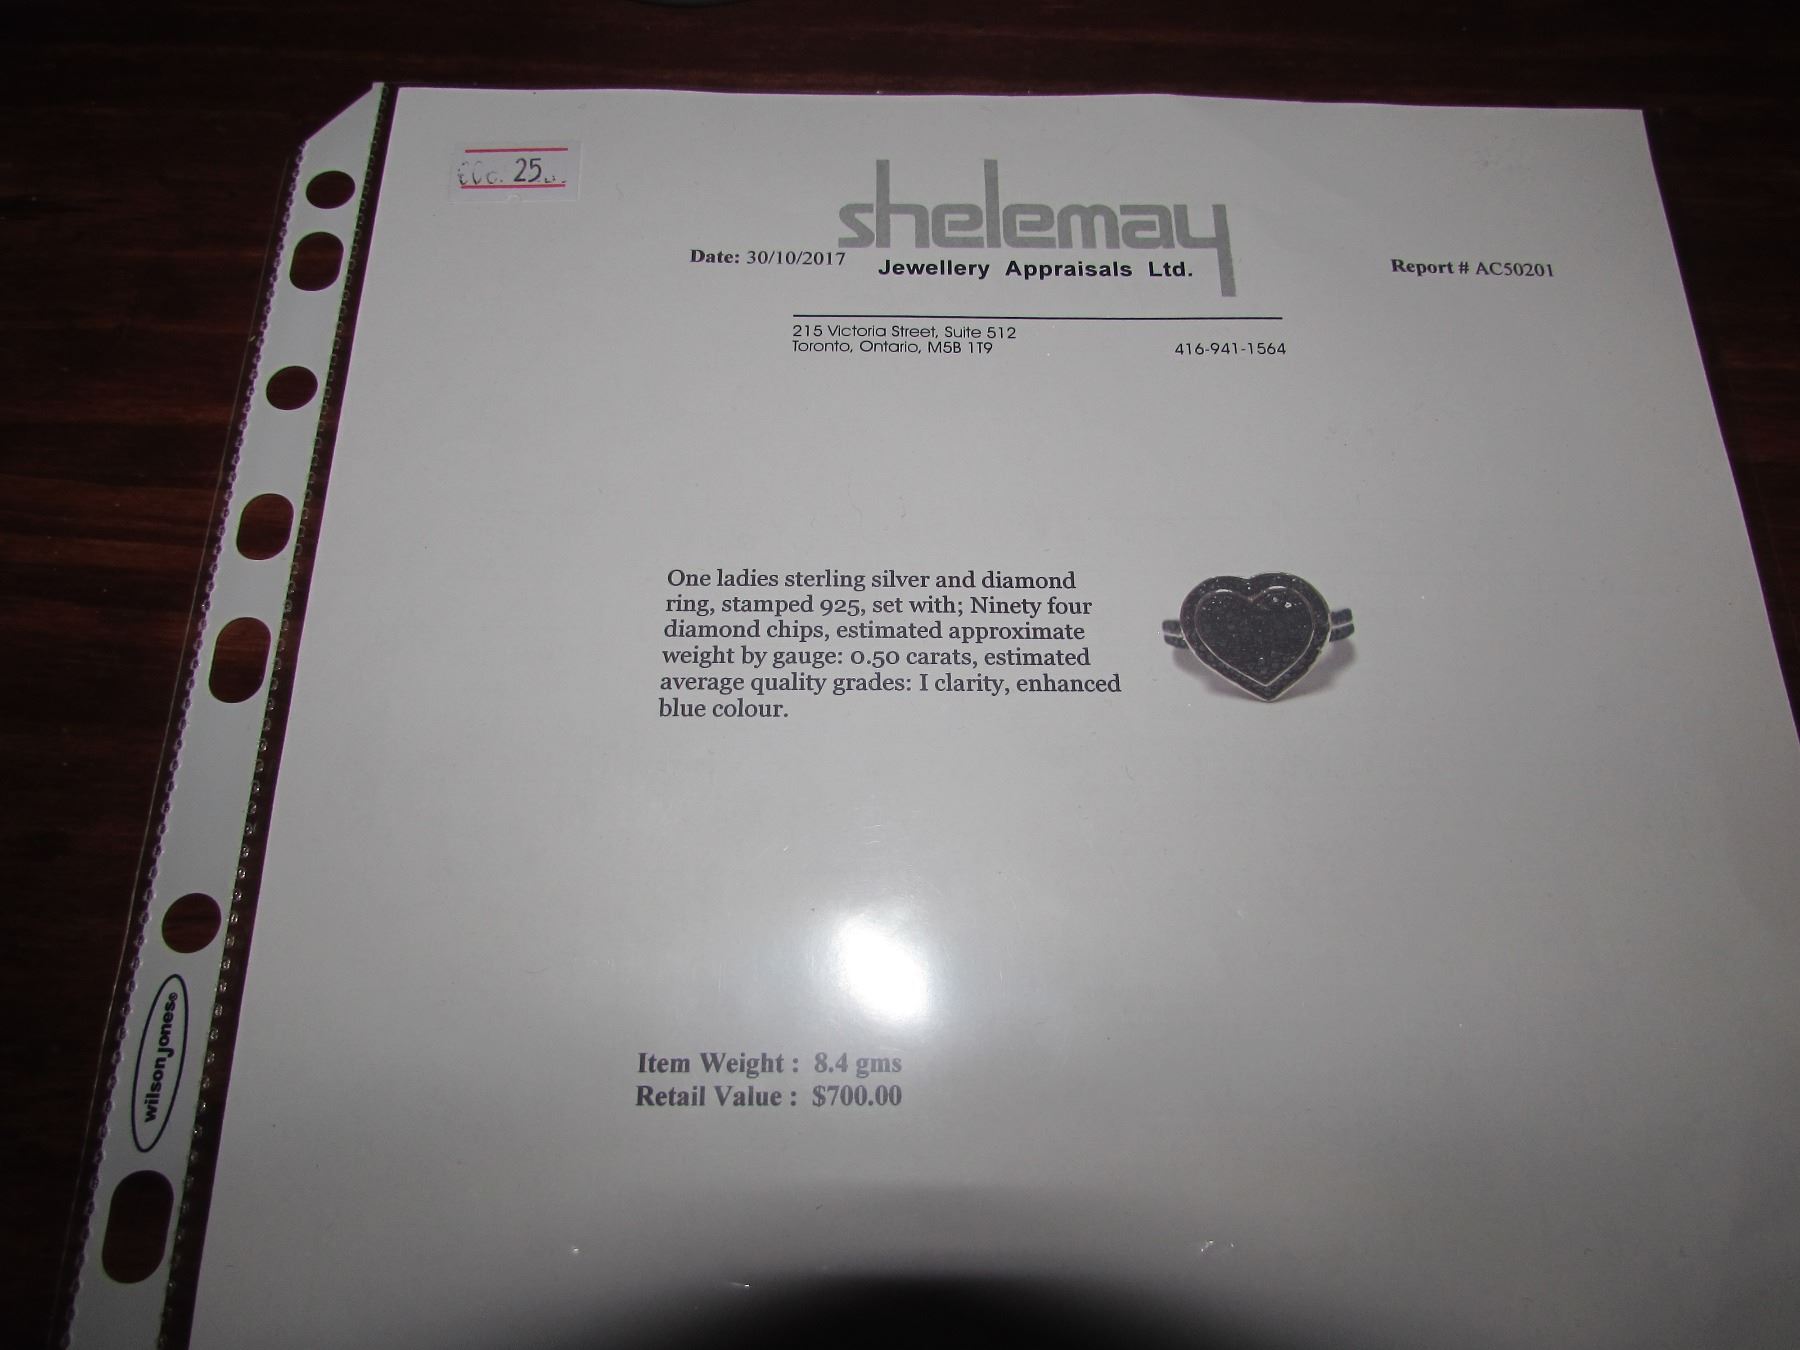 25
shelemay
Date: 30/10/2017
Jewellery Appraisals Ltd.
Report # AC50201
215 Victoria Street, Suite 512
Toronto, Ontario, M5B 1T9
416-941-1564
One ladies sterling silver and diamond
ring, stamped 925, set with; Ninety four
diamond chips, estimated approximate
weight by gauge: 0.50 carats, estimated
average quality grades: I clarity, enhanced
blue colour.
Item Weight : 8.4 gms
Retail Value : $700.00
wilson jones®